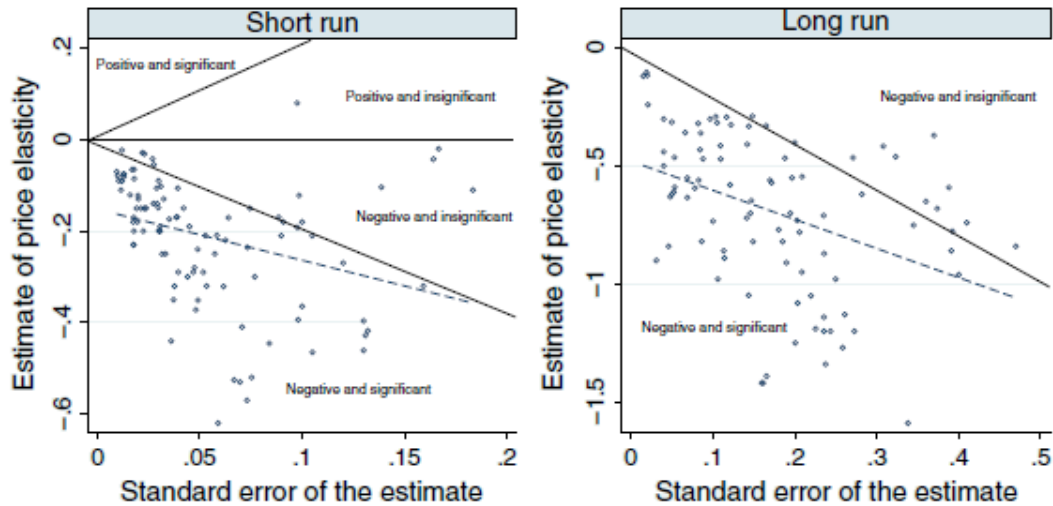 Short run
Estimate of price elasticity
.2
0
-.2
-.4
-.6
Positive and significant
Positive and insignificant
Negative and insignificant
Negative and significant
0
.05
.1
.15
.2
Standard error of the estimate
Long run
Estimate of price elasticity
0
-.5
-1
-1.5
Negative and insignificant
Negative and significant
0
.1
.2
.3
.4
.5
Standard error of the estimate